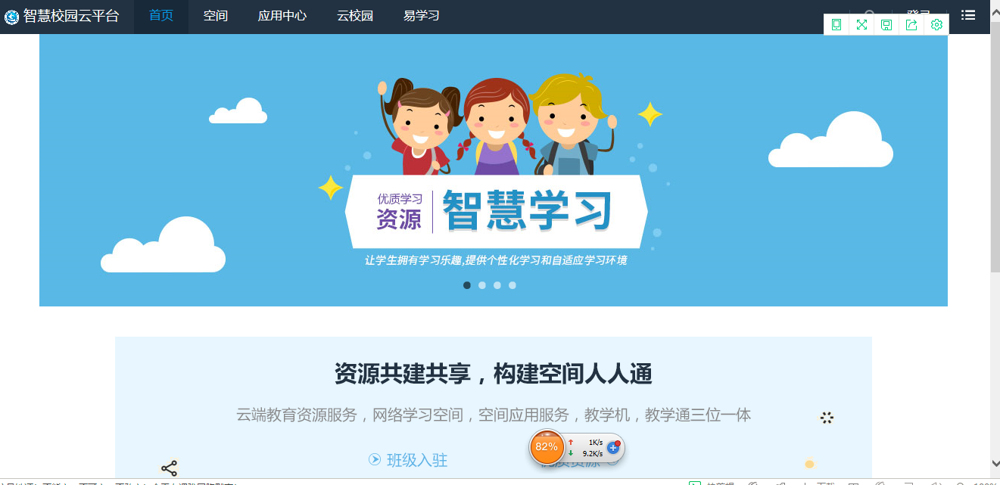 智慧校园云平台 首页 空间 应用中心 云校园 易学习
优质学习
资源
智慧学习
让学生拥有学习乐趣,提供个性化学习和自适应学习环境
资源共建共享，构建空间人人通
云端教育资源服务，网络学习空间，空间应用服务，教学机，教学通三位一体
82%
1K/s
9.2K/s
班级入驻